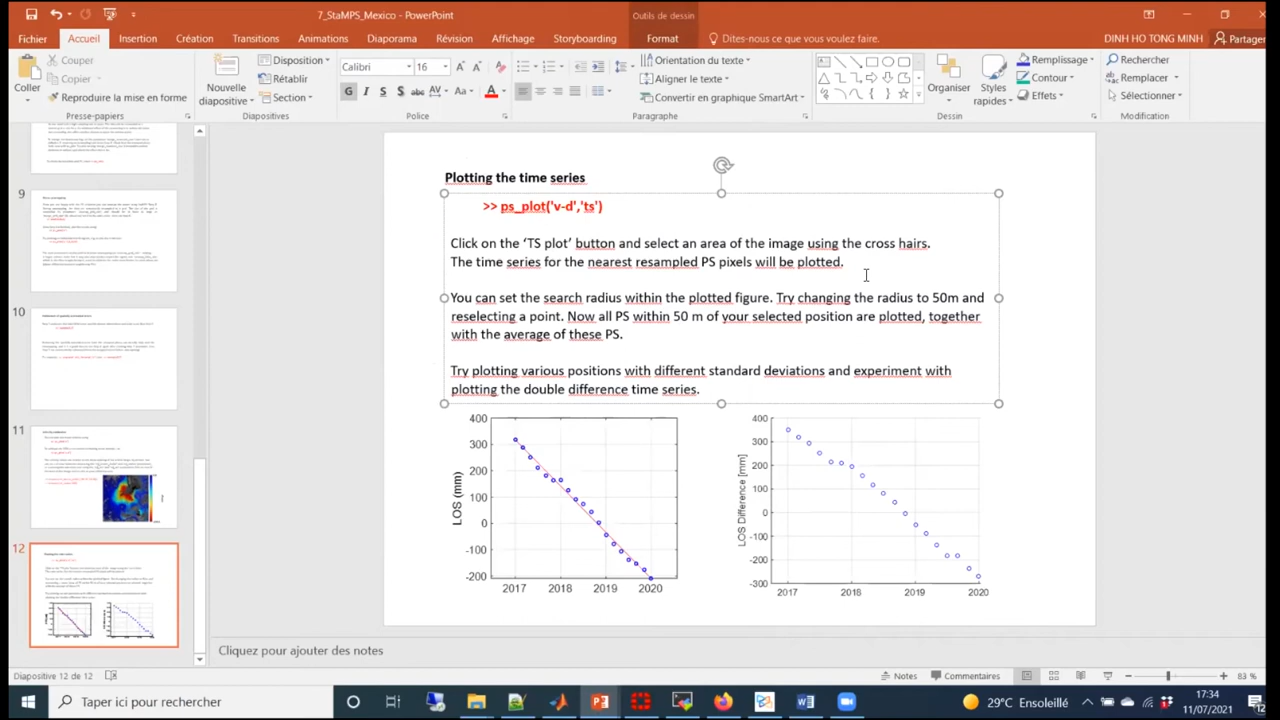 7_StaMPS_Mexico - PowerPoint
Outils de dessin
Fichier Accueil Insertion Création Transitions Animations Diaporama Révision Affichage Storyboarding Format Dites-nous ce que vous voulez faire. DINH HO TONG MINH Partager
Coller
Couper
Copier
Reproduire la mise en forme
Presse-papiers
Nouvelle
diapositive
Disposition
Rétablir
Section
Diapositives
Calibri 16
G I S S abc AV Aa A
Police
Orientation du texte
Aligner le texte
Convertir en graphique SmartArt
Paragraphe
Organiser
Styles
rapides
Remplissage
Contour
Effets
Dessin
Rechercher
Remplacer
Sélectionner
Modification
9
10
11
12
Plotting the time series
ps_plot('v-d','ts')
Click on the 'TS plot' button and select an area of the image using the cross hairs.
The time series for the nearest resampled PS pixels will be plotted.
You can set the search radius within the plotted figure. Try changing the radius to 50m and
reselecting a point. Now all PS within 50 m of your selected position are plotted, together
with the average of these PS.
Try plotting various positions with different standard deviations and experiment with
plotting the double difference time series.
LOS (mm)
400
300
200
100
0
-10
-20
2018 2019 2020
LOS Difference [mm]
400
200
100
0
100
200
-300
2017 2018 2019 2020
Cliquez pour ajouter des notes
Diapositive 12 de 12
Notes
Commentaires
83 %
Taper ici pour rechercher
29°C Ensoleillé
17:34
11/07/2021
12